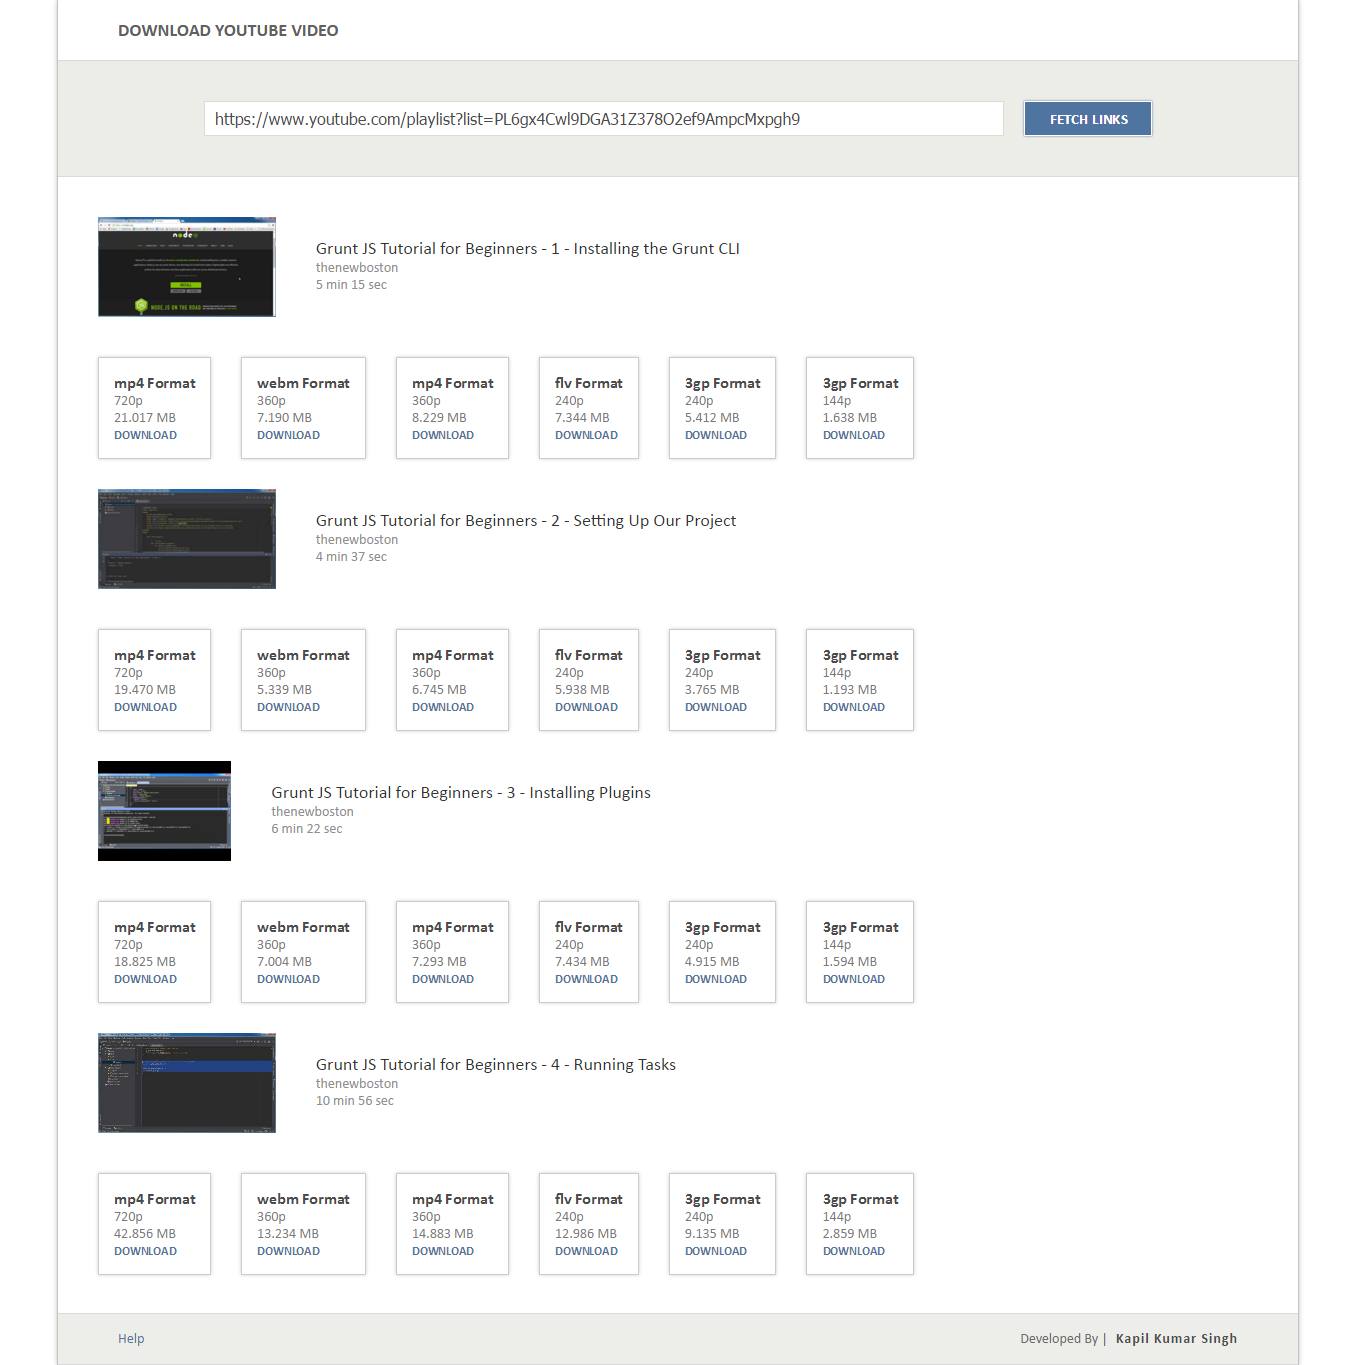 DOWNLOAD YOUTUBE VIDEO
https://www.youtube.com/playlist?list=PL6gx4Cwl9DGA31Z378O2ef9AmpcMxpgh9
FETCH LINKS
node
INSTALL
NODE.JS ON THE ROAD
Grunt JS Tutorial for Beginners - 1 - Installing the Grunt CLI
thenewboston
5 min 15 sec
mp4 Format webm Format mp4 Format flv Format 3gp Format 3gp Format
720p 360p 360p 240p 240p 144p
21.017 MB 7.190 MB 8.229 MB 7.344 MB 5.412 MB 1.638 MB
DOWNLOAD DOWNLOAD DOWNLOAD DOWNLOAD DOWNLOAD DOWNLOAD
Grunt JS Tutorial for Beginners - 2 - Setting Up Our Project
thenewboston
4 min 37 sec
mp4 Format webm Format mp4 Format flv Format 3gp Format 3gp Format
720p 360p 360p 240p 240p 144p
19.470 MB 5.339 MB 6.745 MB 5.938 MB 3.765 MB 1.193 MB
DOWNLOAD DOWNLOAD DOWNLOAD DOWNLOAD DOWNLOAD DOWNLOAD
Grunt JS Tutorial for Beginners - 3 - Installing Plugins
thenewboston
6 min 22 sec
mp4 Format webm Format mp4 Format flv Format 3gp Format 3gp Format
720p 360p 360p 240p 240p 144p
18.825 MB 7.004 MB 7.293 MB 7.434 MB 4.915 MB 1.594 MB
DOWNLOAD DOWNLOAD DOWNLOAD DOWNLOAD DOWNLOAD DOWNLOAD
Grunt JS Tutorial for Beginners - 4 - Running Tasks
thenewboston
10 min 56 sec
mp4 Format webm Format mp4 Format flv Format 3gp Format 3gp Format
720p 360p 360p 240p 240p 144p
42.856 MB 13.234 MB 14.883 MB 12.986 MB 9.135 MB 2.859 MB
DOWNLOAD DOWNLOAD DOWNLOAD DOWNLOAD DOWNLOAD DOWNLOAD
Help
Developed By | Kapil Kumar Singh